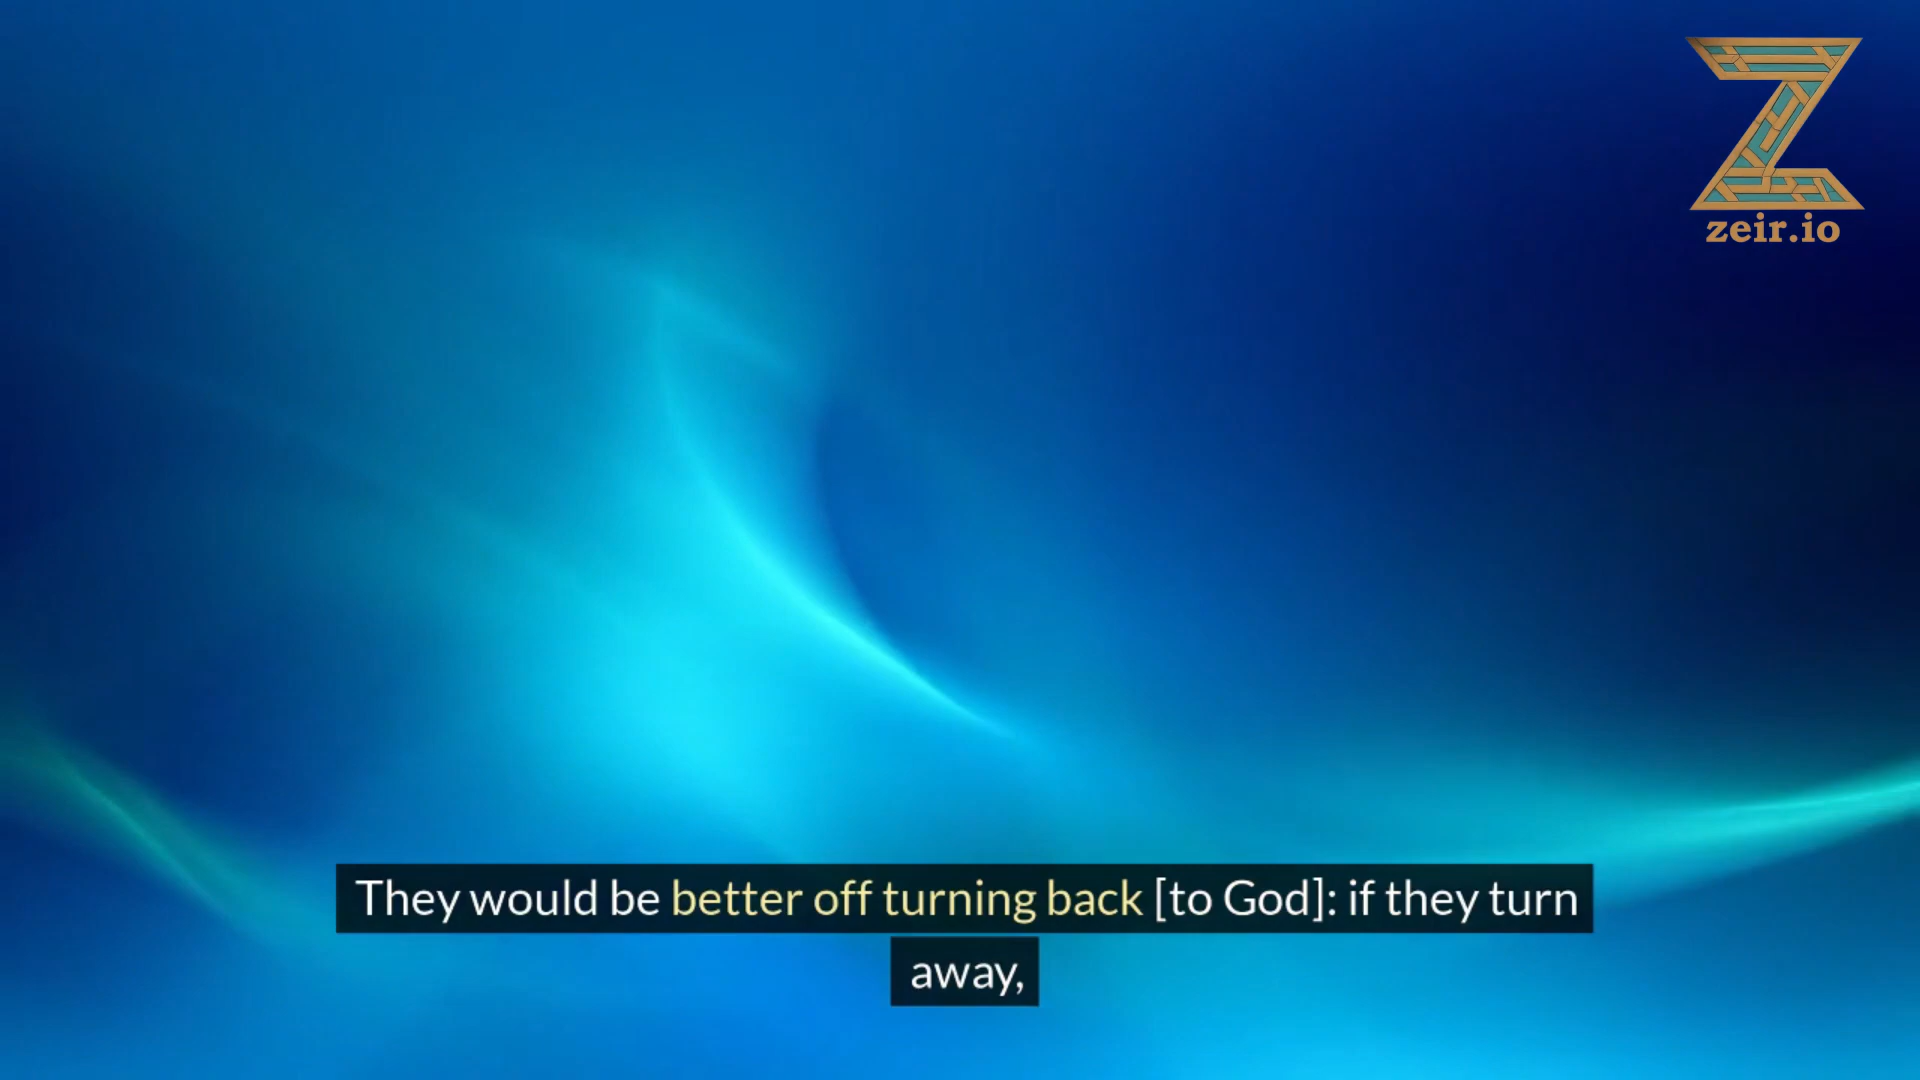 zeir.io
They would be better off turning back [to God]: if they turn
away,